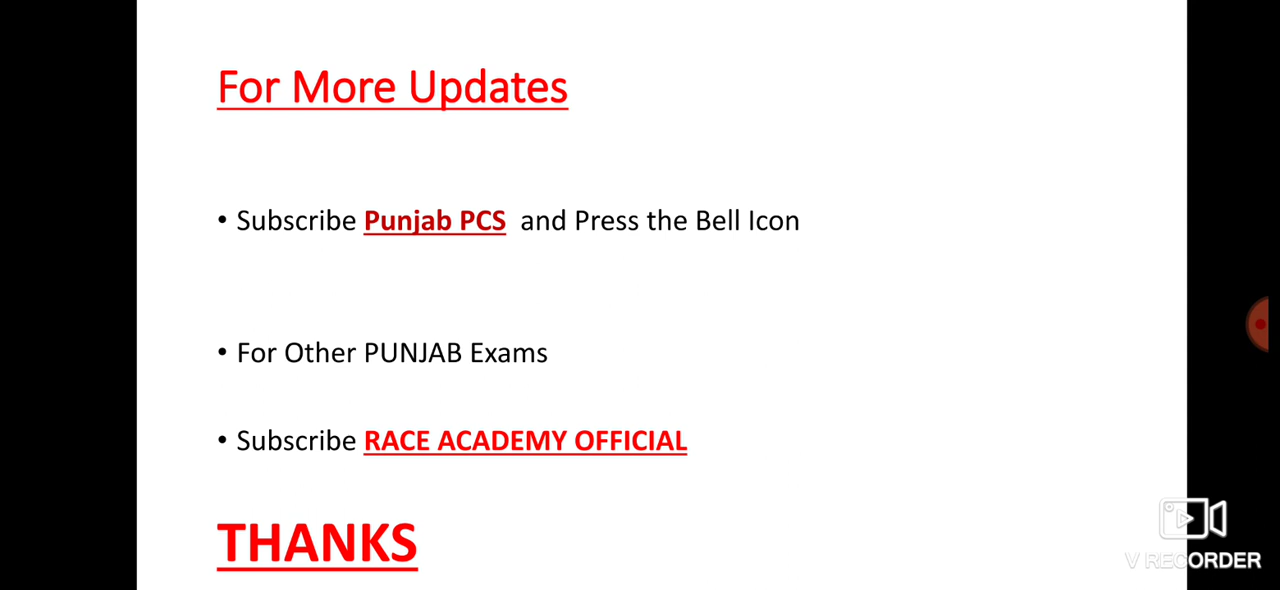 For More Updates
• Subscribe Punjab PCS and Press the Bell Icon
• For Other PUNJAB Exams
• Subscribe RACE ACADEMY OFFICIAL
THANKS
V RECORDER